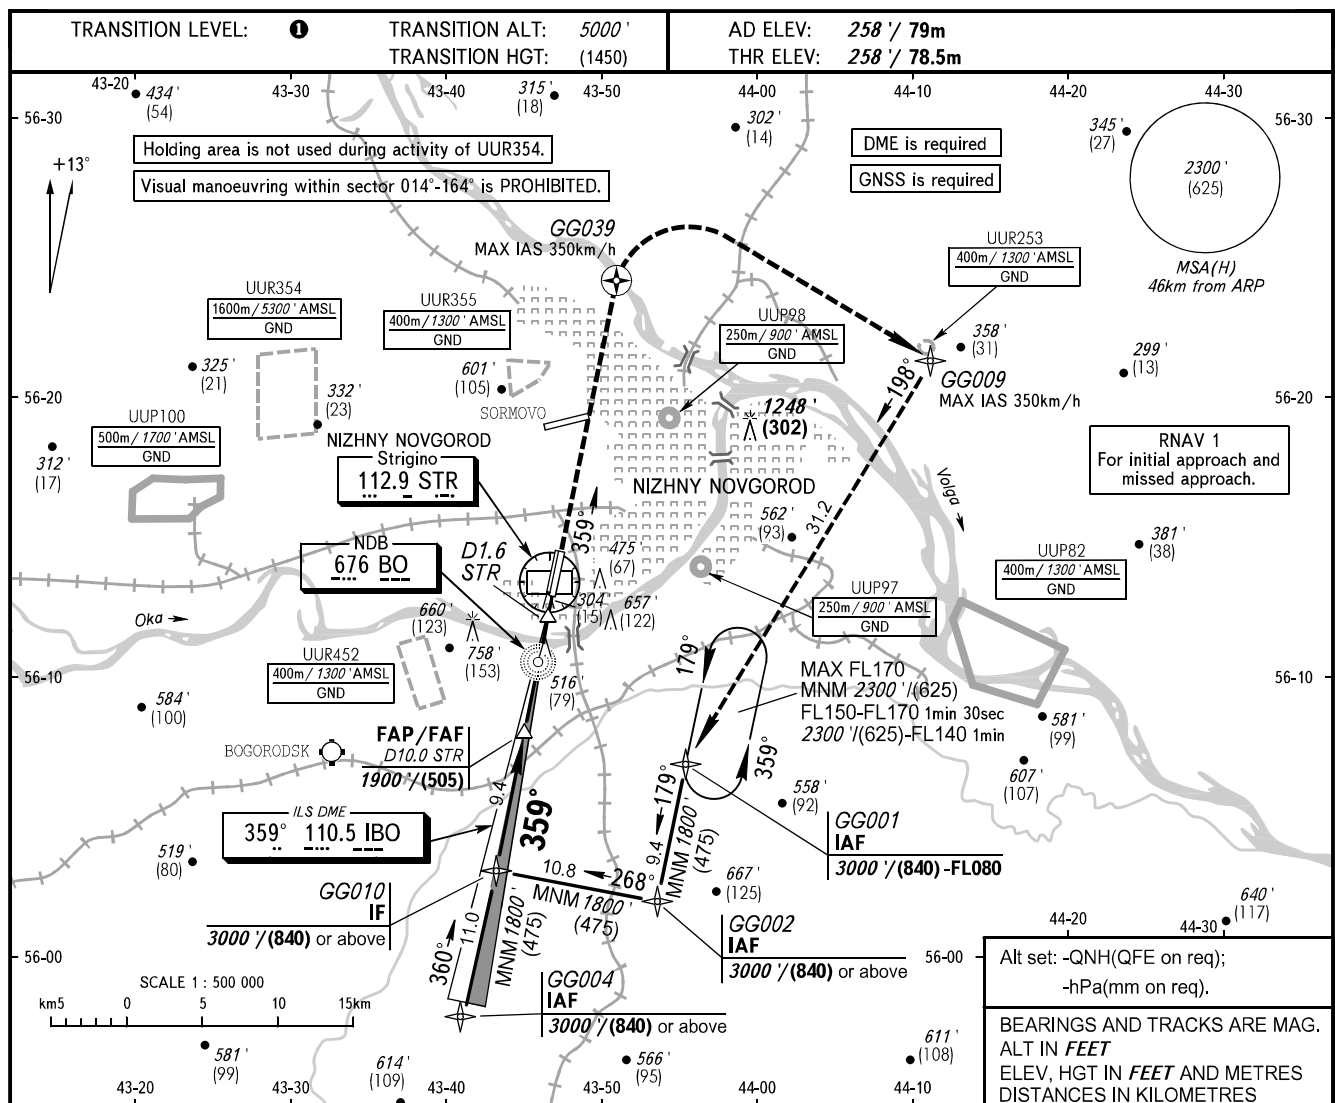 TRANSITION LEVEL: ❶ TRANSITION ALT: 5000 '
TRANSITION HGT: (1450)
AD ELEV: 258 '/ 79m
THR ELEV: 258 '/ 78.5m
43-20 43-30 43-40 43-50 44-00 44-10 44-20 44-30
56-30 56-30
434 '
(54)
315 '
(18)
302 '
(14)
345 '
(27)
Holding area is not used during activity of UUR354.
Visual manoeuvring within sector 014°-164° is PROHIBITED.
DME is required
GNSS is required
+13°
2300 '
(625)
MSA(H)
46km from ARP
GG039
MAX IAS 350km/h
UUR253
400m/1300 'AMSL
GND
UUR354
1600m/5300 'AMSL
GND
UUR355
400m/1300 'AMSL
GND
UUP98
250m/900 'AMSL
GND
358 '
(31)
299 '
(13)
325 '
(21)
332 '
(23)
601 '
(105)
198°
GG009
MAX IAS 350km/h
56-20 56-20
SORMOVO
1248 '
(302)
UUP100
500m/1700 'AMSL
GND
312 '
(17)
NIZHNY NOVGOROD
Strigino
112.9 STR
RNAV 1
For initial approach and
missed approach.
NIZHNY NOVGOROD
Volga
562 '
(93)
31.2
381 '
(38)
359°
NDB
676 BO
D1.6
STR
475 '
(67)
304
(15)
657 '
(122)
UUP82
400m/1300 'AMSL
GND
UUP97
250m/900 'AMSL
GND
Oka
660 '
(123)
758 '
(153)
UUR452
400m/1300 'AMSL
GND
179°
MAX FL170
MNM 2300 '/(625)
FL150-FL170 1min 30sec
2300 '/(625)-FL140 1min
56-10 56-10
516 '
(79)
584 '
(100)
581 '
(99)
BOGORODSK
FAP/FAF
D10.0 STR
1900 '/(505)
359°
607 '
(107)
558 '
(92)
179°
9.4
MNM 1800 '
(475)
9.4
359°
ILS DME
359° 110.5 IBO
GG001
IAF
3000 '/(840) -FL080
519 '
(80)
10.8
268°
MNM 1800 '
(475)
667 '
(125)
GG010
IF
3000 '/(840) or above
GG002
IAF
3000 '/(840) or above
640 '
(117)
44-20 44-30
56-00 56-00
360°
11.0
MNM 1800 '
(475)
SCALE 1 : 500 000
km5 0 5 10 15km
GG004
IAF
3000 '/(840) or above
Alt set: -QNH(QFE on req);
-hPa(mm on req).
581 '
(99)
614 '
(109)
566 '
(95)
611 '
(108)
BEARINGS AND TRACKS ARE MAG.
ALT IN FEET
ELEV, HGT IN FEET AND METRES
DISTANCES IN KILOMETRES
43-20 43-30 43-40 43-50 44-00 44-10